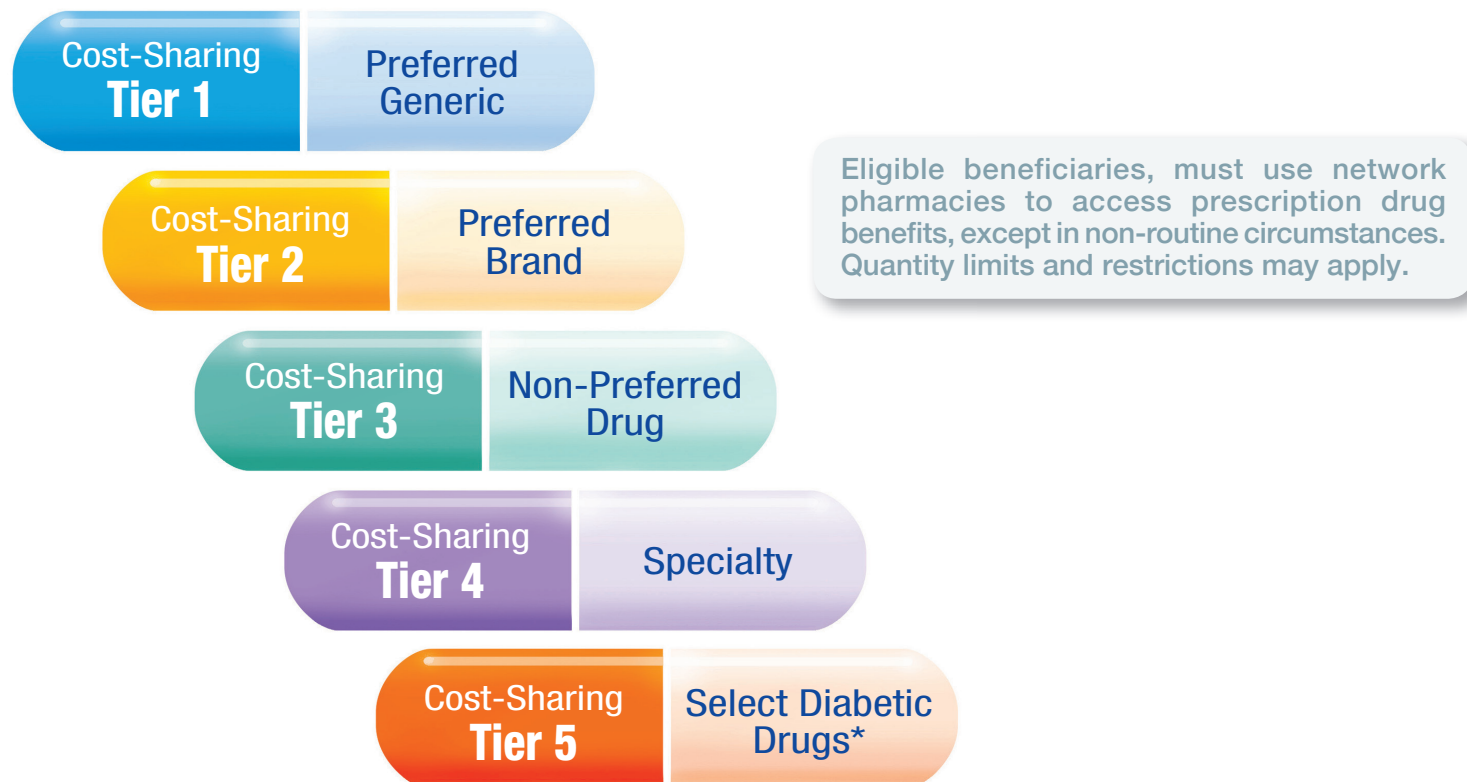 Cost-Sharing
Tier 1
Preferred
Generic
Eligible beneficiaries, must use network
pharmacies to access prescription drug
benefits, except in non-routine circumstances.
Quantity limits and restrictions may apply.
Cost-Sharing
Tier 2
Preferred
Brand
Cost-Sharing
Tier 3
Non-Preferred
Drug
Cost-Sharing
Tier 4
Specialty
Cost-Sharing
Tier 5
Select Diabetic
Drugs*